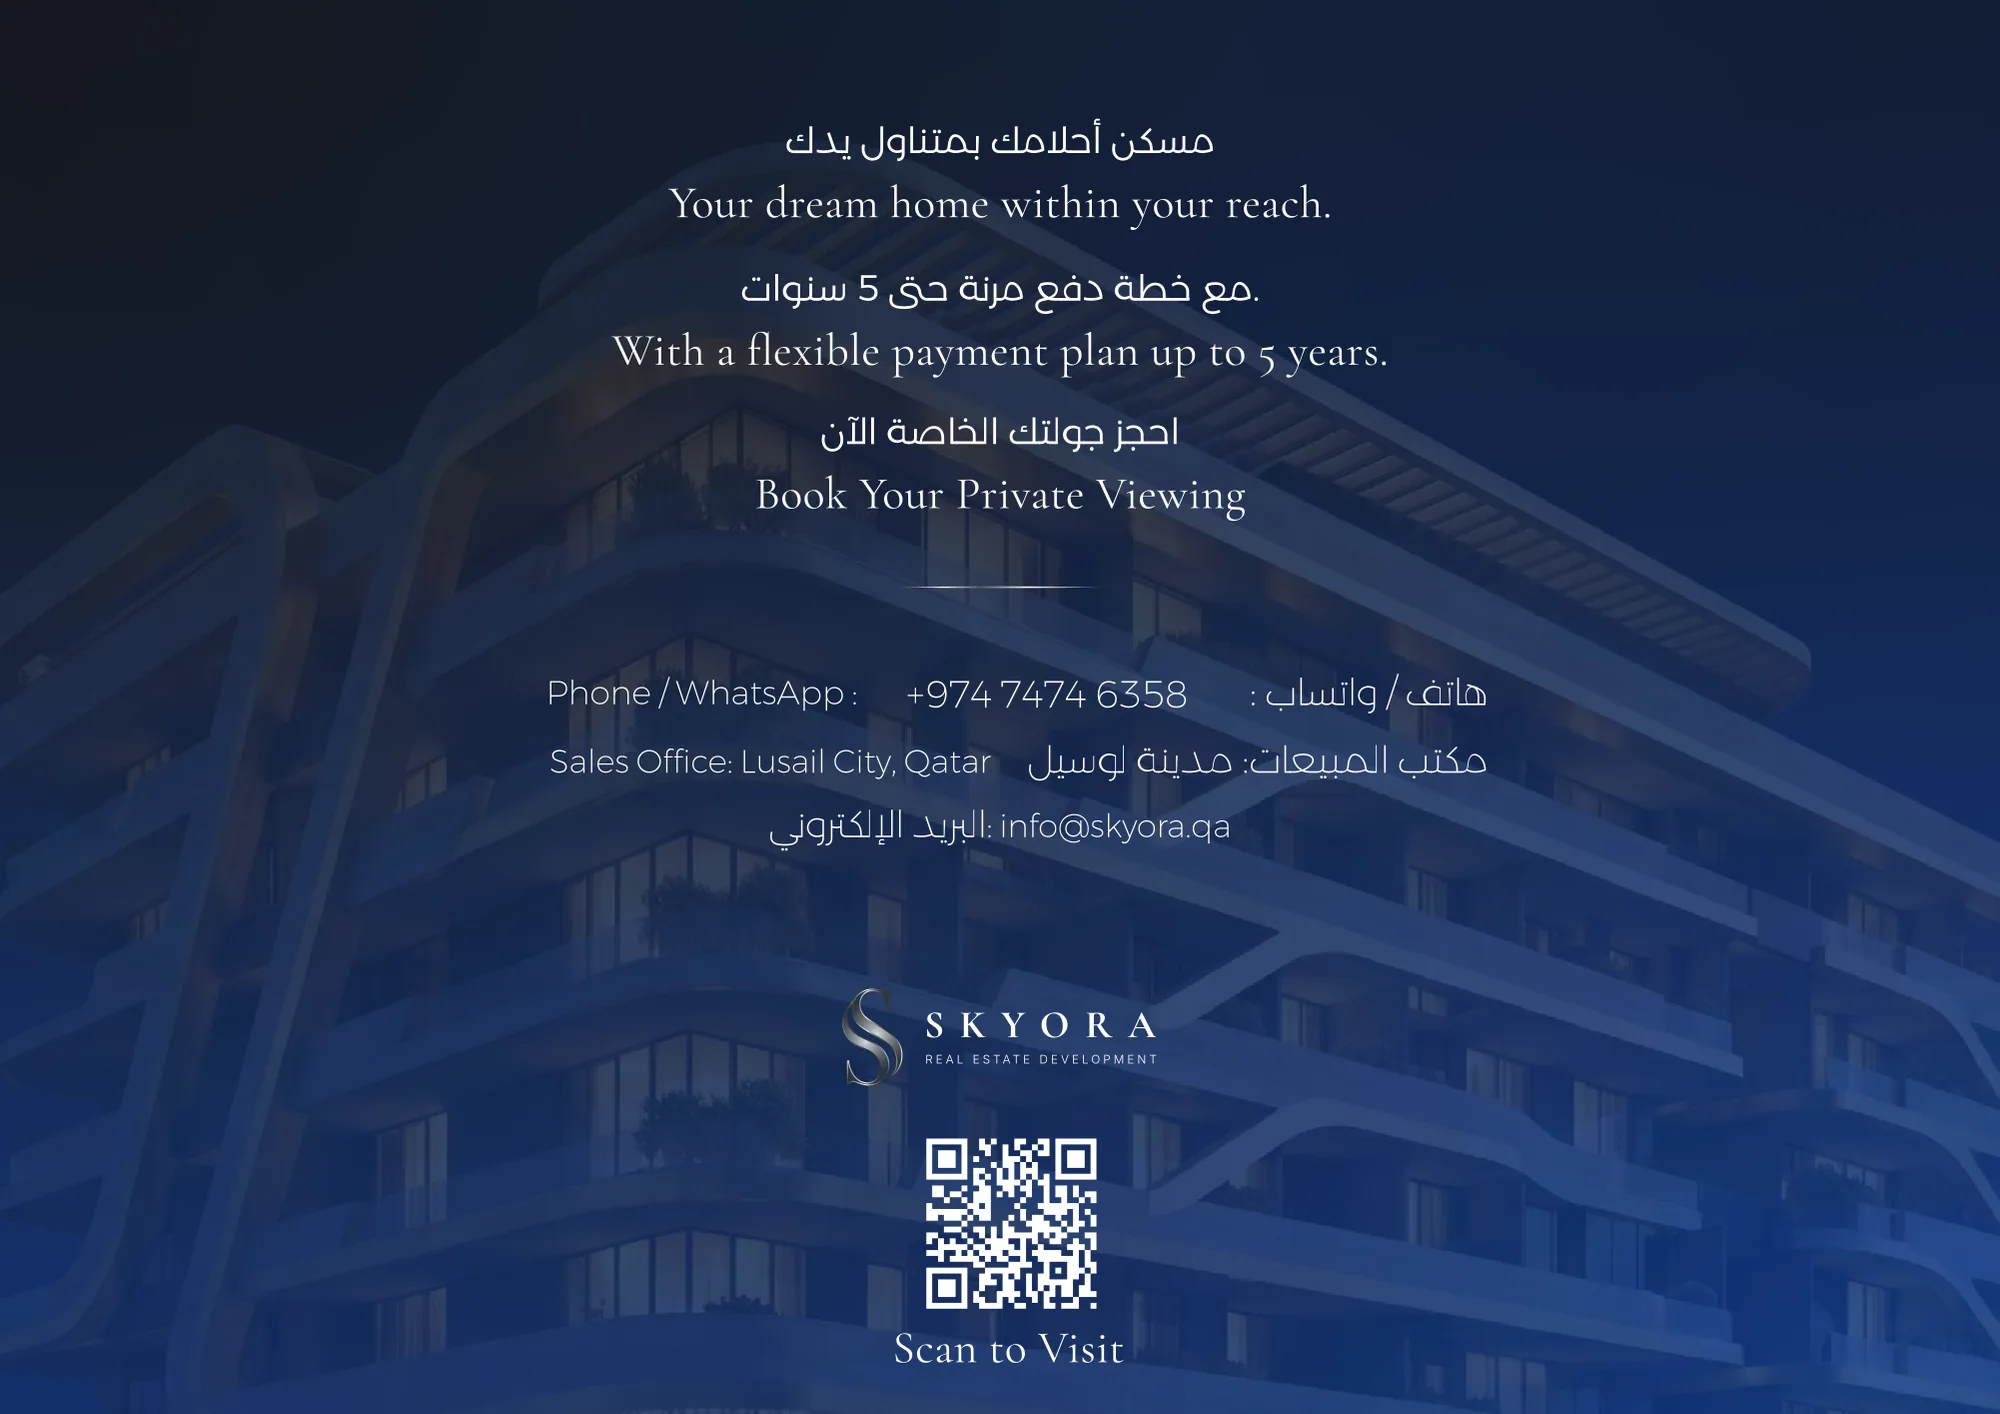 مسكن أحلامك بمتناول يدك
Your dream home within your reach.
مع خطة دفع مرنة حتى 5 سنوات.
With a flexible payment plan up to 5 years.
احجز جولتك الخاصة الآن
Book Your Private Viewing
Phone / WhatsApp : +974 7474 6358 هاتف / واتساب :
Sales Office: Lusail City, Qatar مكتب المبيعات: مدينة لوسيل
البريد الإلكتروني: info@skyora.qa
SKYORA
REAL ESTATE DEVELOPMENT
Scan to Visit